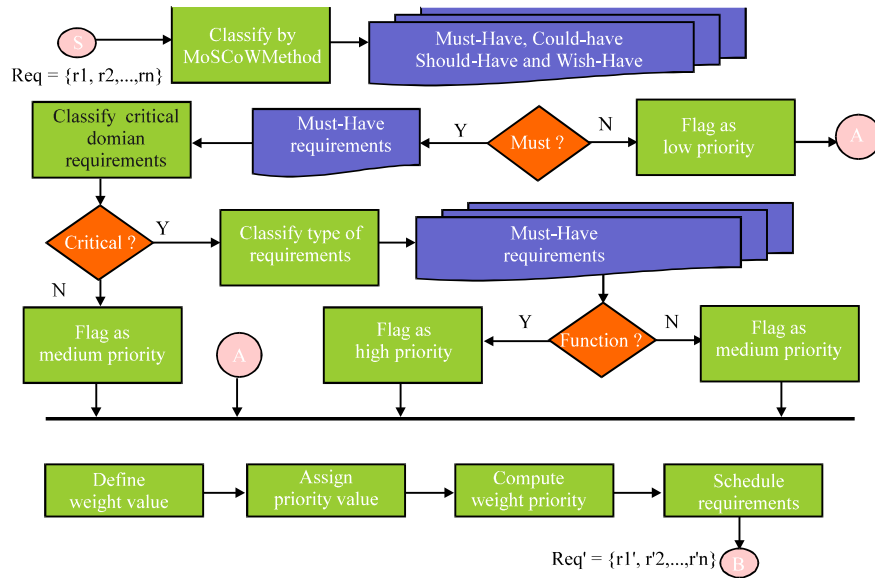 S
Classify by
MoSCoWMethod
Must-Have, Could-have
Should-Have and Wish-Have
Req = {r1, r2,...,rn}
Classify critical
domian
requirements
Must-Have
requirements
Y
Must ?
N
Flag as
low priority
A
Critical ?
Y
Classify type of
requirements
Must-Have
requirements
N
Flag as
medium priority
A
Flag as
high priority
Y
Function ?
N
Flag as
medium priority
Define
weight value
Assign
priority value
Compute
weight priority
Schedule
requirements
Req' = {r1', r'2,...,r'n}
B